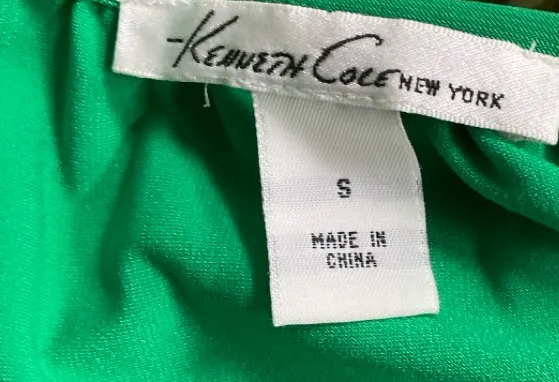 -KENNETH COLE NEW YORK
S
MADE IN
CHINA